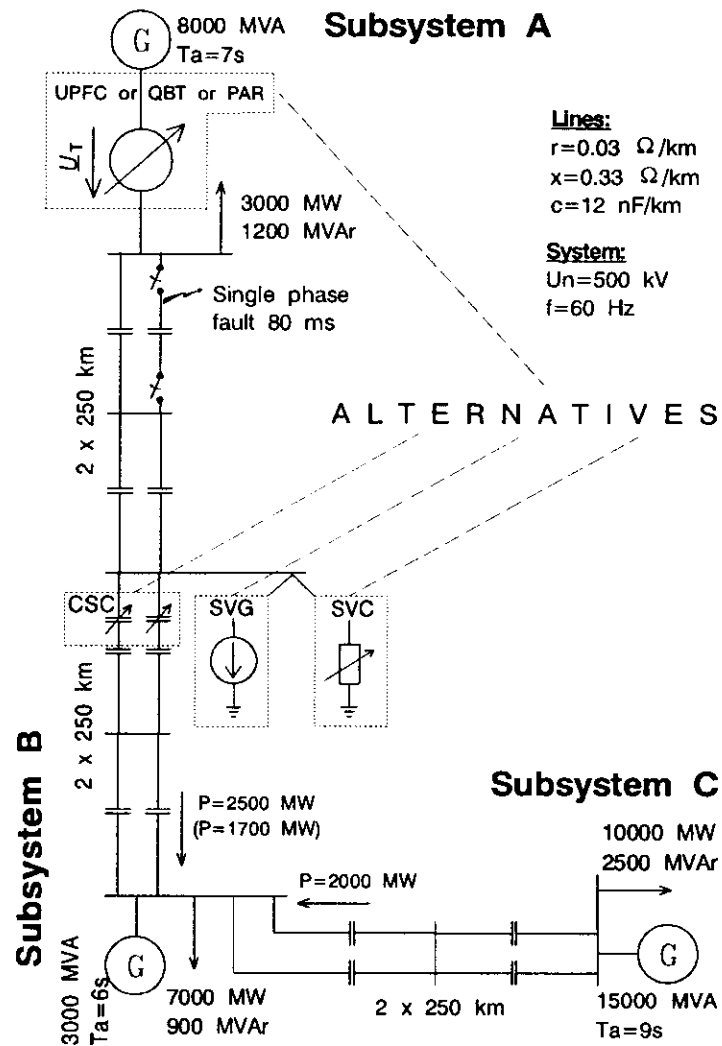 Subsystem A
G
8000 MVA
Ta=7s
UPFC or QBT or PAR
U_T
3000 MW
1200 MVAr
Lines:
r=0.03 Ω/km
x=0.33 Ω/km
c=12 nF/km
System:
Un=500 kV
f=60 Hz
Single phase
fault 80 ms
2 x 250 km
A L T E R N A T I V E S
CSC
SVG
SVC
2 x 250 km
Subsystem B
P=2500 MW
(P=1700 MW)
Subsystem C
10000 MW
2500 MVAr
P=2000 MW
G
3000 MVA
Ta=6s
7000 MW
900 MVAr
2 x 250 km
G
15000 MVA
Ta=9s